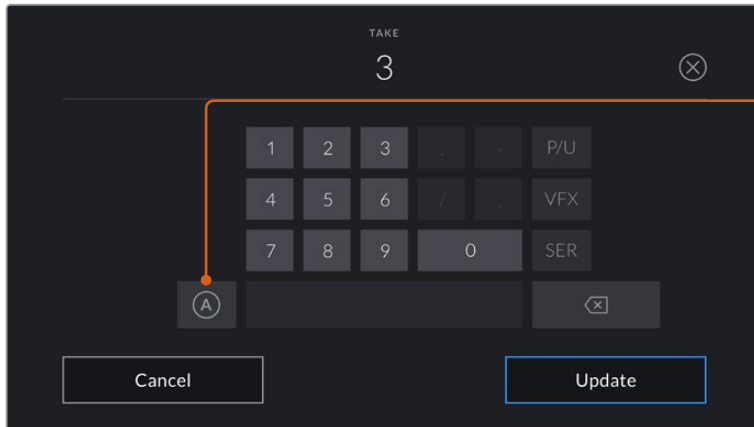 TAKE
3
1 2 3 . - P/U
4 5 6 / , VFX
7 8 9 0 SER
A
Cancel Update